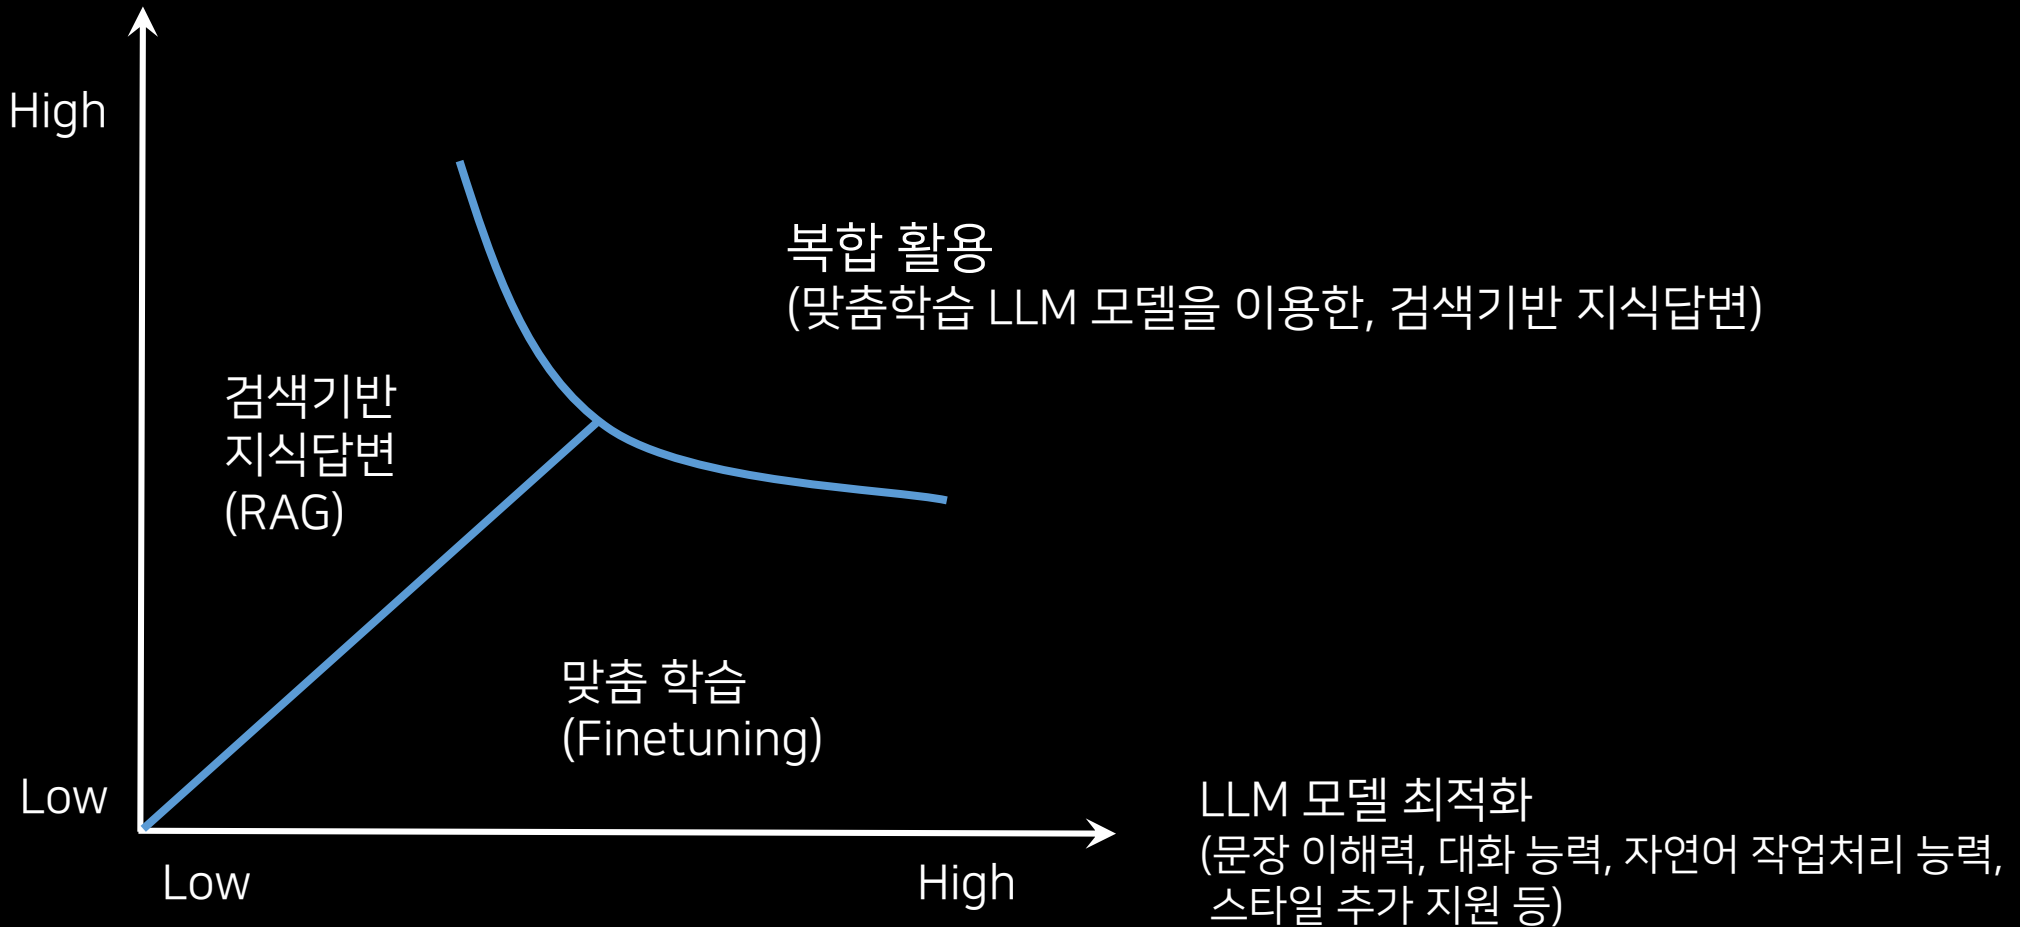 High
복합 활용
(맞춤학습 LLM 모델을 이용한, 검색기반 지식답변)
검색기반
지식답변
(RAG)
맞춤 학습
(Finetuning)
Low
Low
High
LLM 모델 최적화
(문장 이해력, 대화 능력, 자연어 작업처리 능력,
스타일 추가 지원 등)